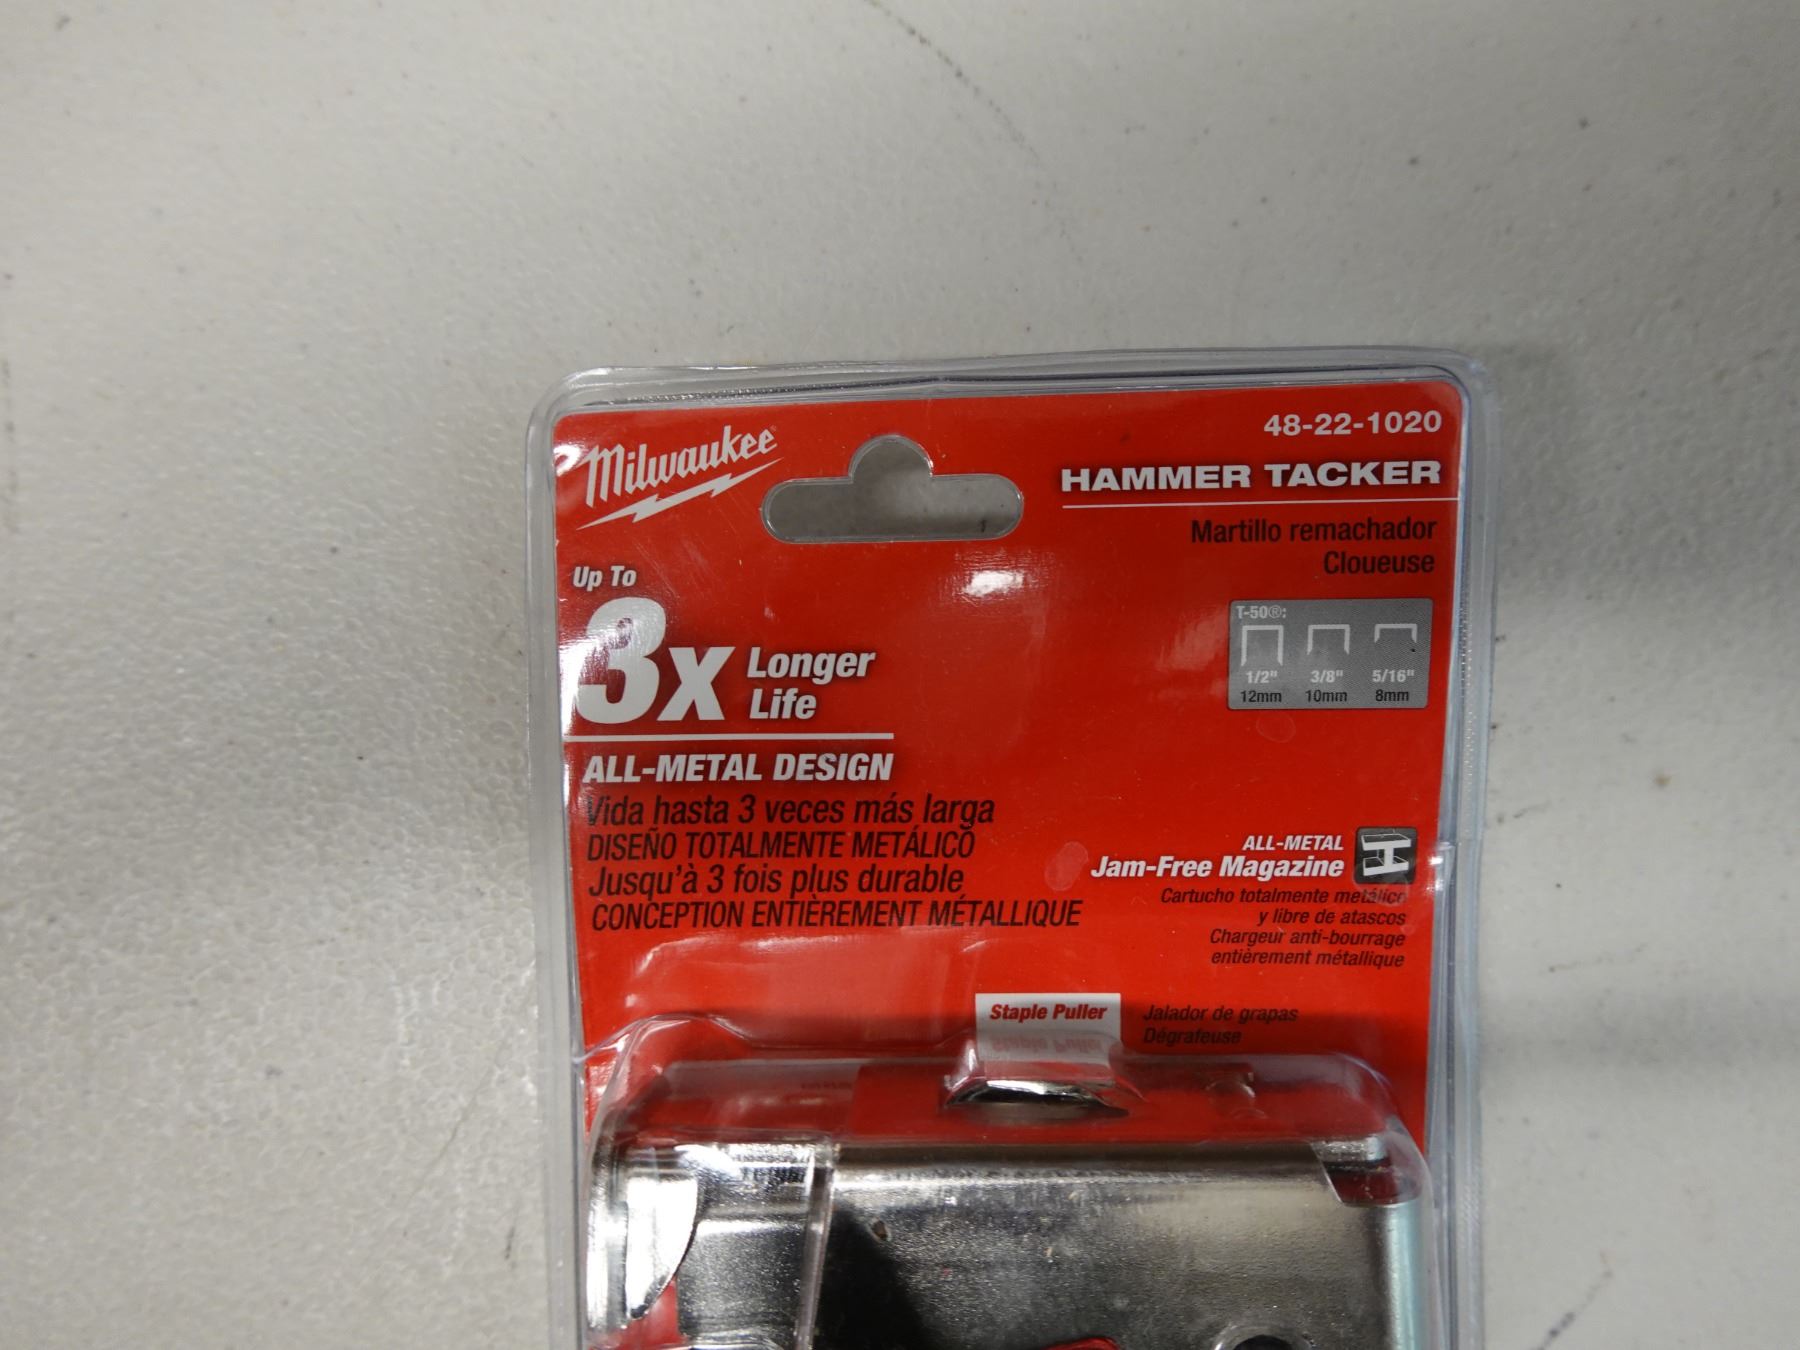 Milwaukee
48-22-1020
HAMMER TACKER
Martillo remachador
Cloueuse
Up To
3x Longer
Life
ALL-METAL DESIGN
Vida hasta 3 veces más larga
DISEÑO TOTALMENTE METÁLICO
Jusqu'à 3 fois plus durable
CONCEPTION ENTIÈREMENT MÉTALLIQUE
T-50®:
1/2" 3/8" 5/16"
12mm 10mm 8mm
ALL-METAL
Jam-Free Magazine
Cartucho totalmente metálico
y libre de atascos
Chargeur anti-bourrage
entièrement métallique
Staple Puller
Jalador de grapas
Dégrafeuse